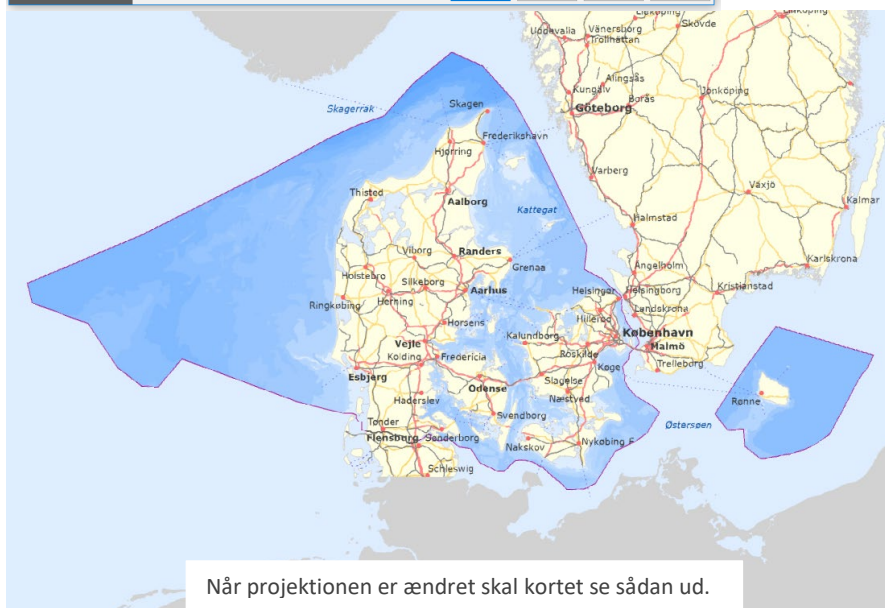 Linköping
Lidköping
Uddevalla
Vänersborg
Skövde
Trollhättan
Alingsås
Kungälv
Jönköping
Borås
Göteborg
Skagerrak
Skagen
Frederikshavn
Hjørring
Varberg
Thisted
Aalborg
Växjö
Kattegat
Kalmar
Halmstad
Viborg
Randers
Grenaa
Ängelholm
Karlskrona
Holstebro
Silkeborg
Aarhus
Helsingør
Helsingborg
Kristianstad
Ringkøbing
Herning
Landskrona
Hillerød
Horsens
Vejle
Kalundborg
København
Malmö
Kolding
Fredericia
Roskilde
Køge
Trelleborg
Esbjerg
Odense
Slagelse
Haderslev
Næstved
Rønne
Svendborg
Tønder
Østersøen
Flensburg
Sønderborg
Nakskov
Nykøbing F
Schleswig
Når projektionen er ændret skal kortet se sådan ud.